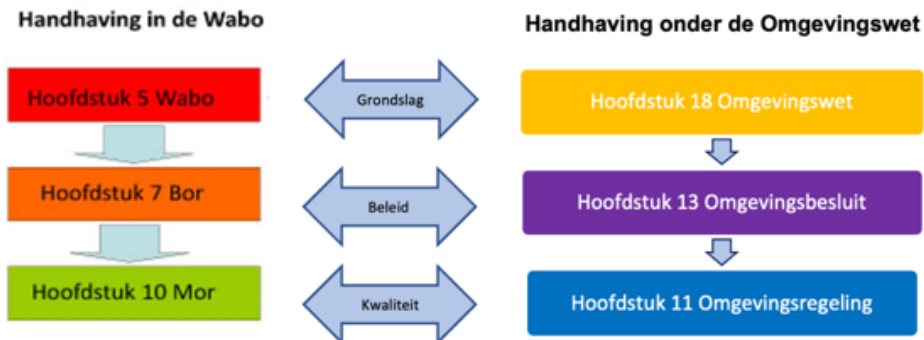 Handhaving in de Wabo
Handhaving onder de Omgevingswet
Hoofdstuk 5 Wabo
Grondslag
Hoofdstuk 18 Omgevingswet
Hoofdstuk 7 Bor
Beleid
Hoofdstuk 13 Omgevingsbesluit
Hoofdstuk 10 Mor
Kwaliteit
Hoofdstuk 11 Omgevingsregeling